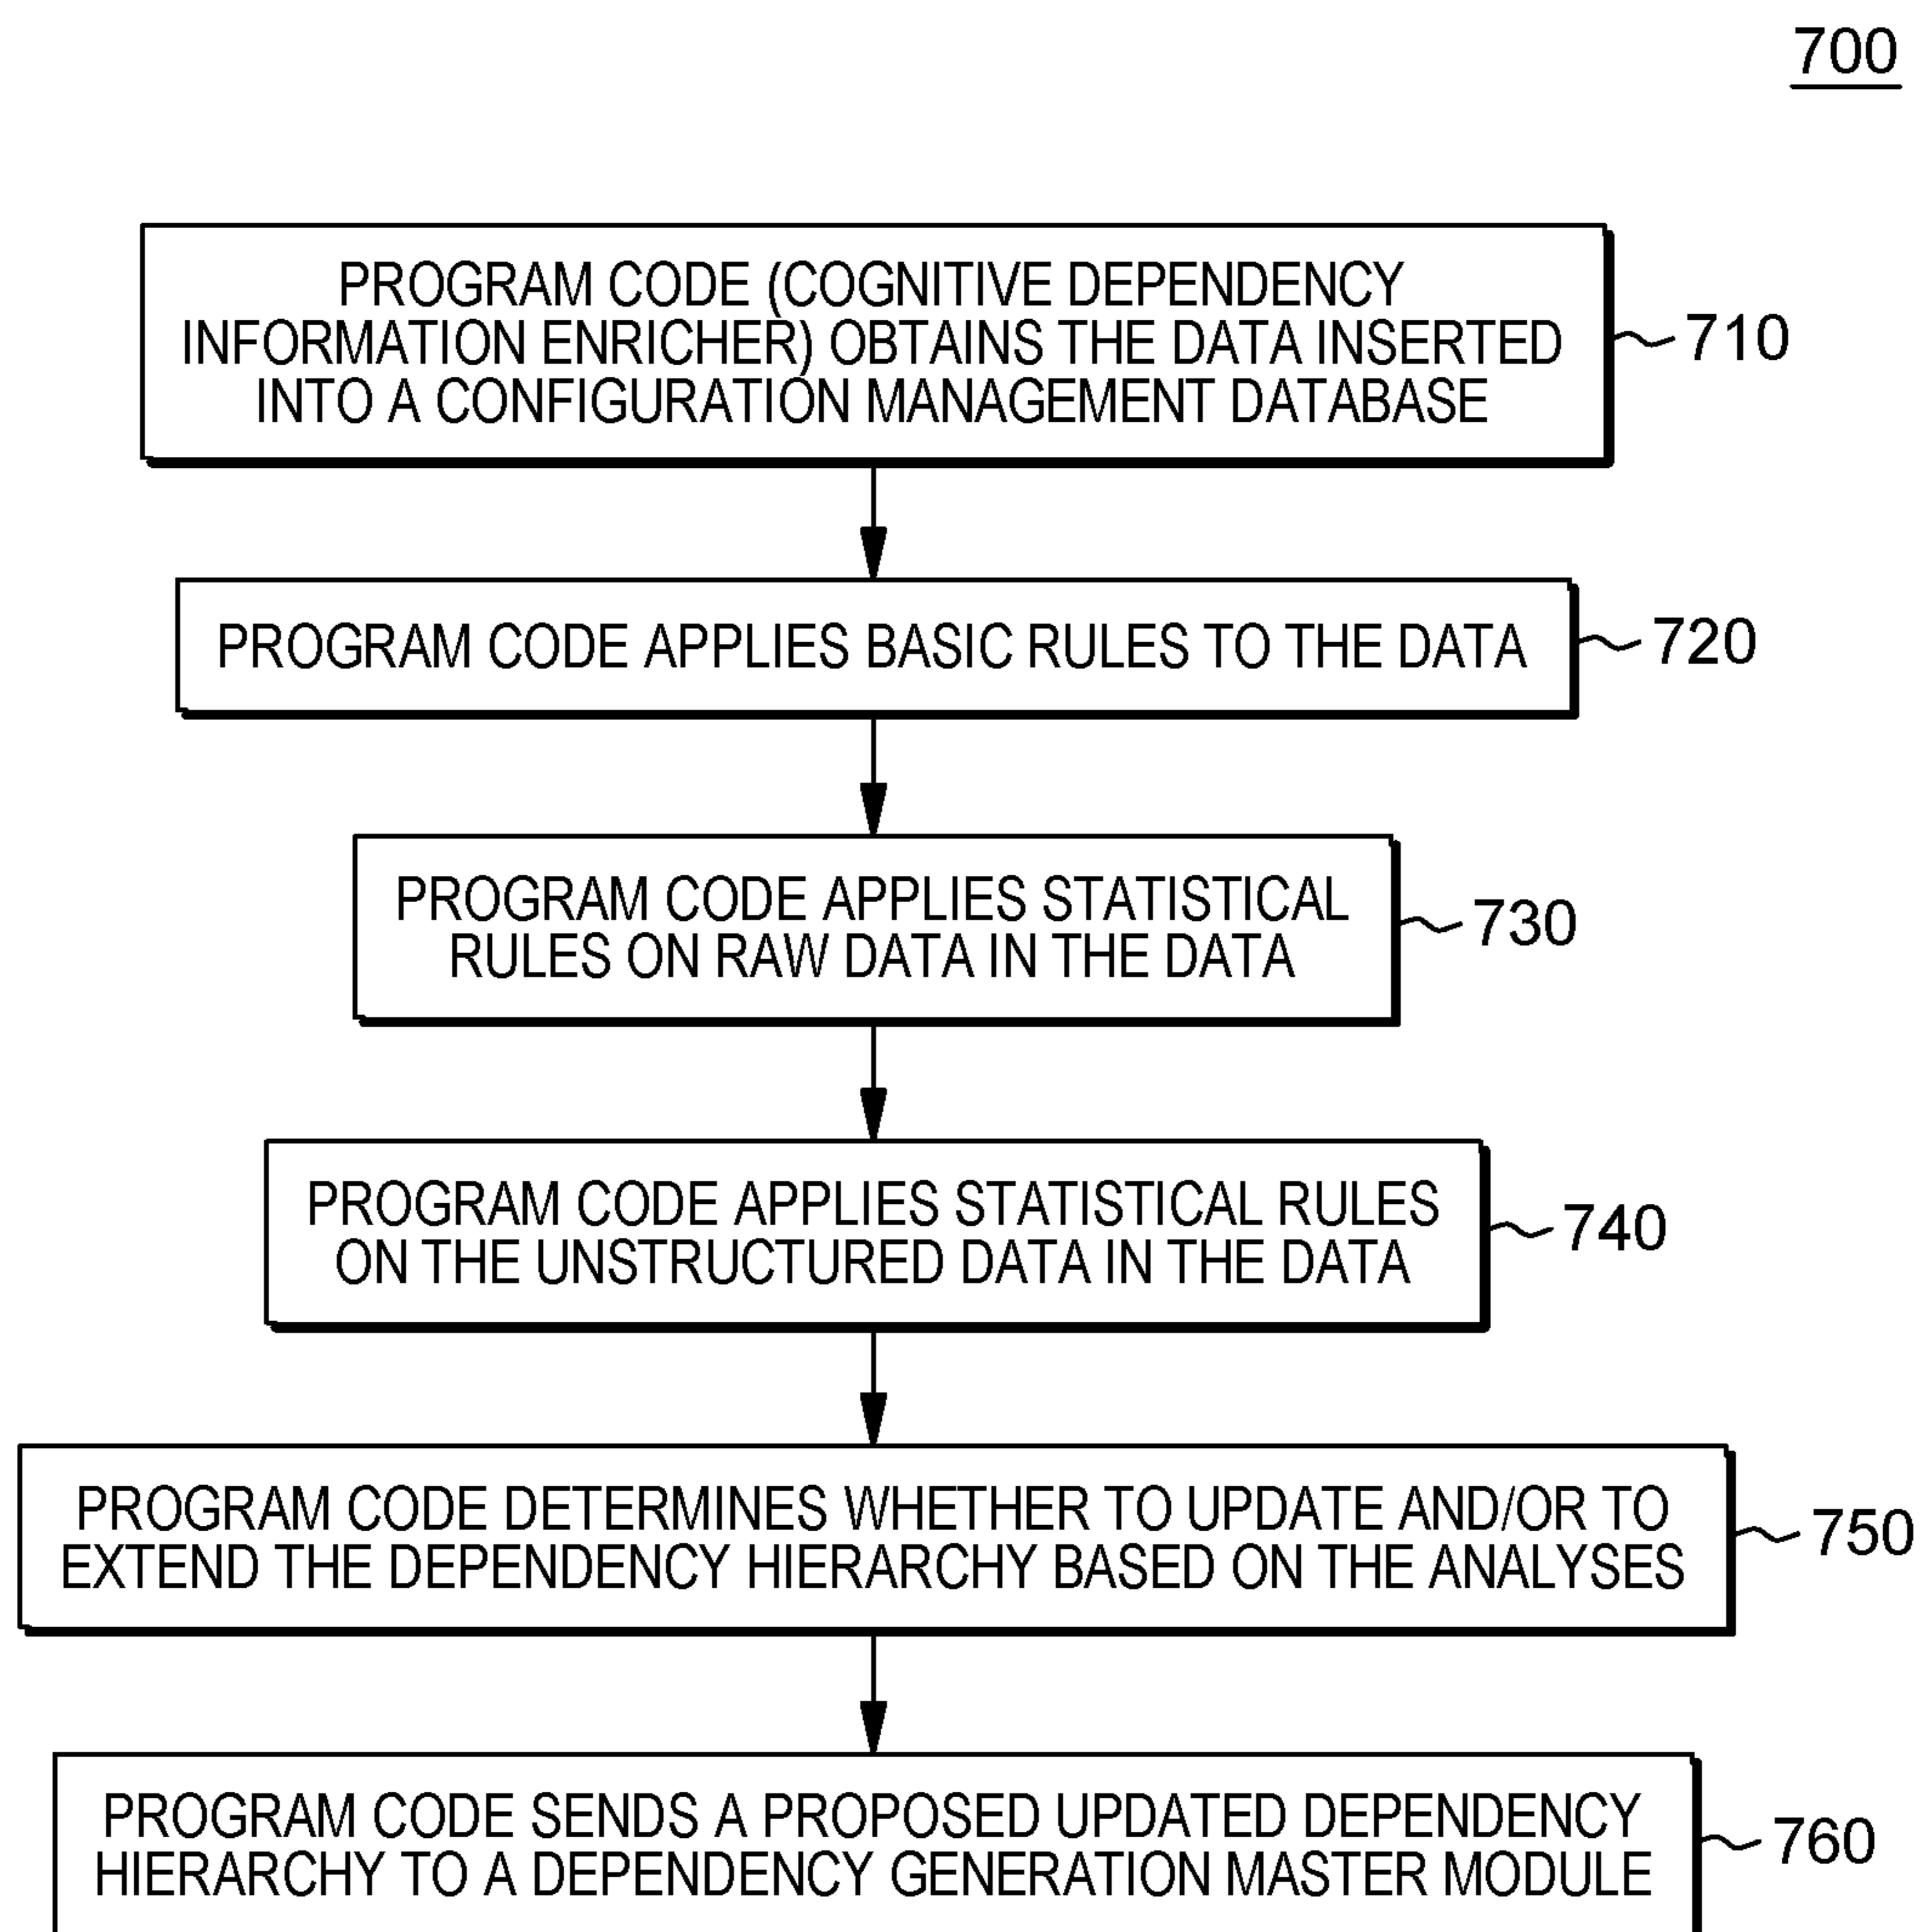 700
PROGRAM CODE (COGNITIVE DEPENDENCY
INFORMATION ENRICHER) OBTAINS THE DATA INSERTED
INTO A CONFIGURATION MANAGEMENT DATABASE
710
PROGRAM CODE APPLIES BASIC RULES TO THE DATA
720
PROGRAM CODE APPLIES STATISTICAL
RULES ON RAW DATA IN THE DATA
730
PROGRAM CODE APPLIES STATISTICAL RULES
ON THE UNSTRUCTURED DATA IN THE DATA
740
PROGRAM CODE DETERMINES WHETHER TO UPDATE AND/OR TO
EXTEND THE DEPENDENCY HIERARCHY BASED ON THE ANALYSES
750
PROGRAM CODE SENDS A PROPOSED UPDATED DEPENDENCY
HIERARCHY TO A DEPENDENCY GENERATION MASTER MODULE
760